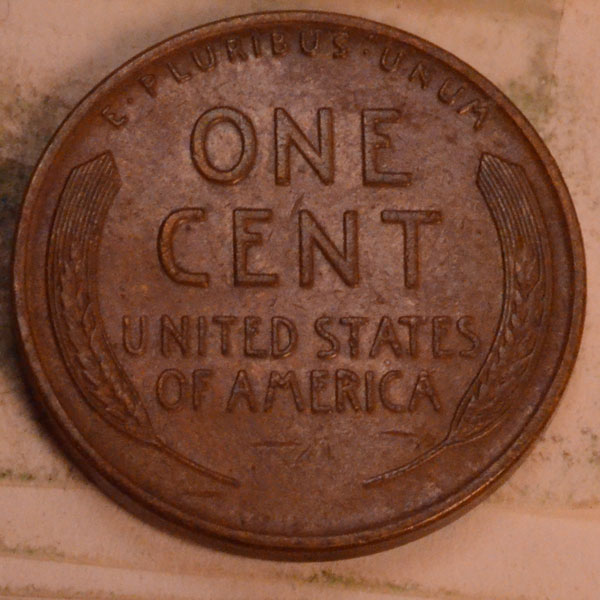 E·PLURIBUS·UNUM
ONE
CENT
UNITED STATES
OF AMERICA